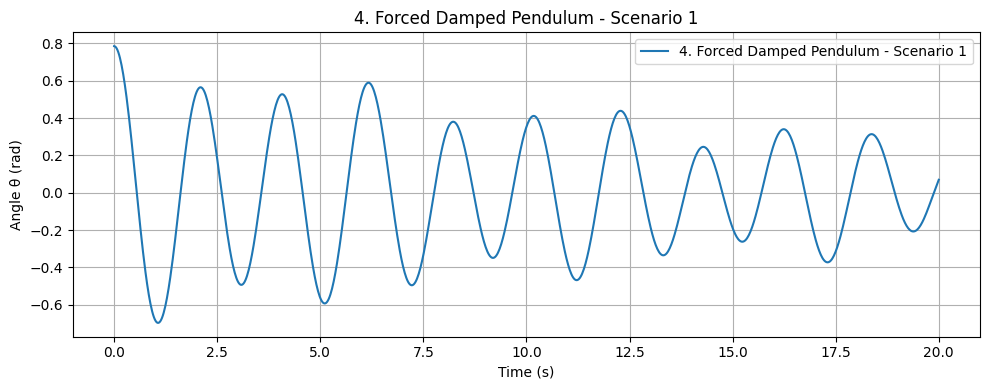 4. Forced Damped Pendulum - Scenario 1
4. Forced Damped Pendulum - Scenario 1
Angle θ (rad)
0.8
0.6
0.4
0.2
0.0
−0.2
−0.4
−0.6
0.0 2.5 5.0 7.5 10.0 12.5 15.0 17.5 20.0
Time (s)